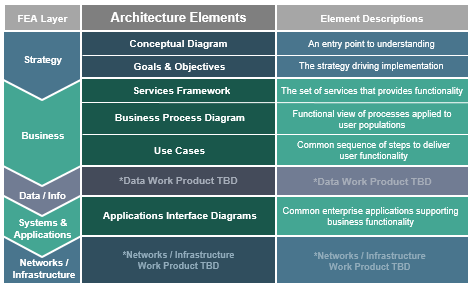 FEA Layer
Architecture Elements
Element Descriptions
Strategy
Conceptual Diagram
An entry point to understanding
Goals & Objectives
The strategy driving implementation
Business
Services Framework
The set of services that provides functionality
Business Process Diagram
Functional view of processes applied to
user populations
Use Cases
Common sequence of steps to deliver
user functionality
Data / Info
*Data Work Product TBD
*Data Work Product TBD
Systems &
Applications
Applications Interface Diagrams
Common enterprise applications supporting
business functionality
Networks /
Infrastructure
*Networks / Infrastructure
Work Product TBD
*Networks / Infrastructure
Work Product TBD